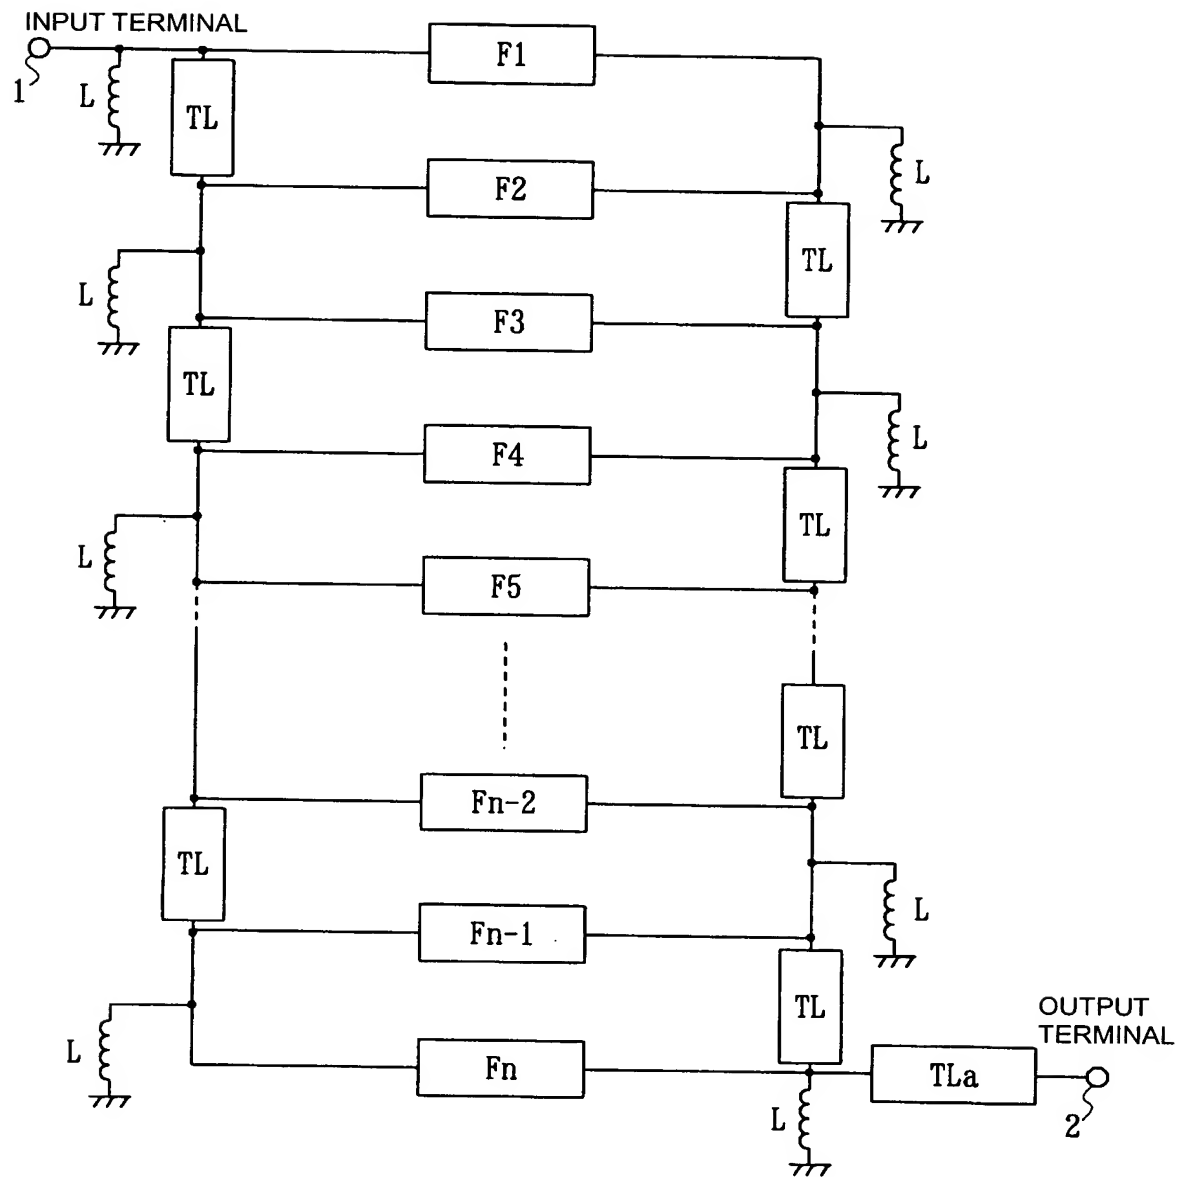 INPUT TERMINAL
1
L
TL
F1
L
F2
TL
L
F3
TL
L
F4
TL
L
F5
TL
Fn-2
TL
L
Fn-1
TL
OUTPUT
TERMINAL
L
Fn
TLa
L
2